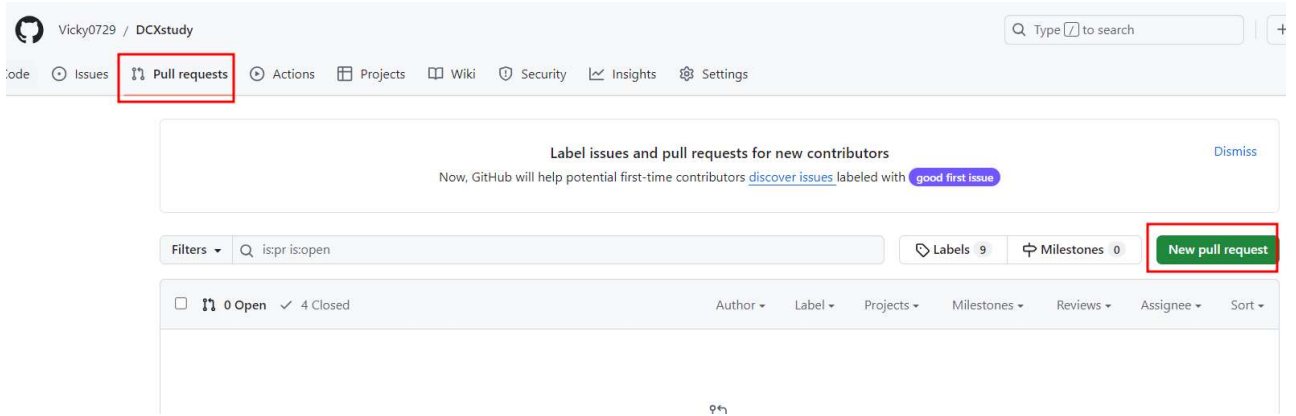 Vicky0729 / DCXstudy
Type / to search
Code Issues Pull requests Actions Projects Wiki Security Insights Settings
Label issues and pull requests for new contributors
Dismiss
Now, GitHub will help potential first-time contributors discover issues labeled with good first issue
Filters is:pr is:open Labels 9 Milestones 0 New pull request
0 Open 4 Closed Author Label Projects Milestones Reviews Assignee Sort